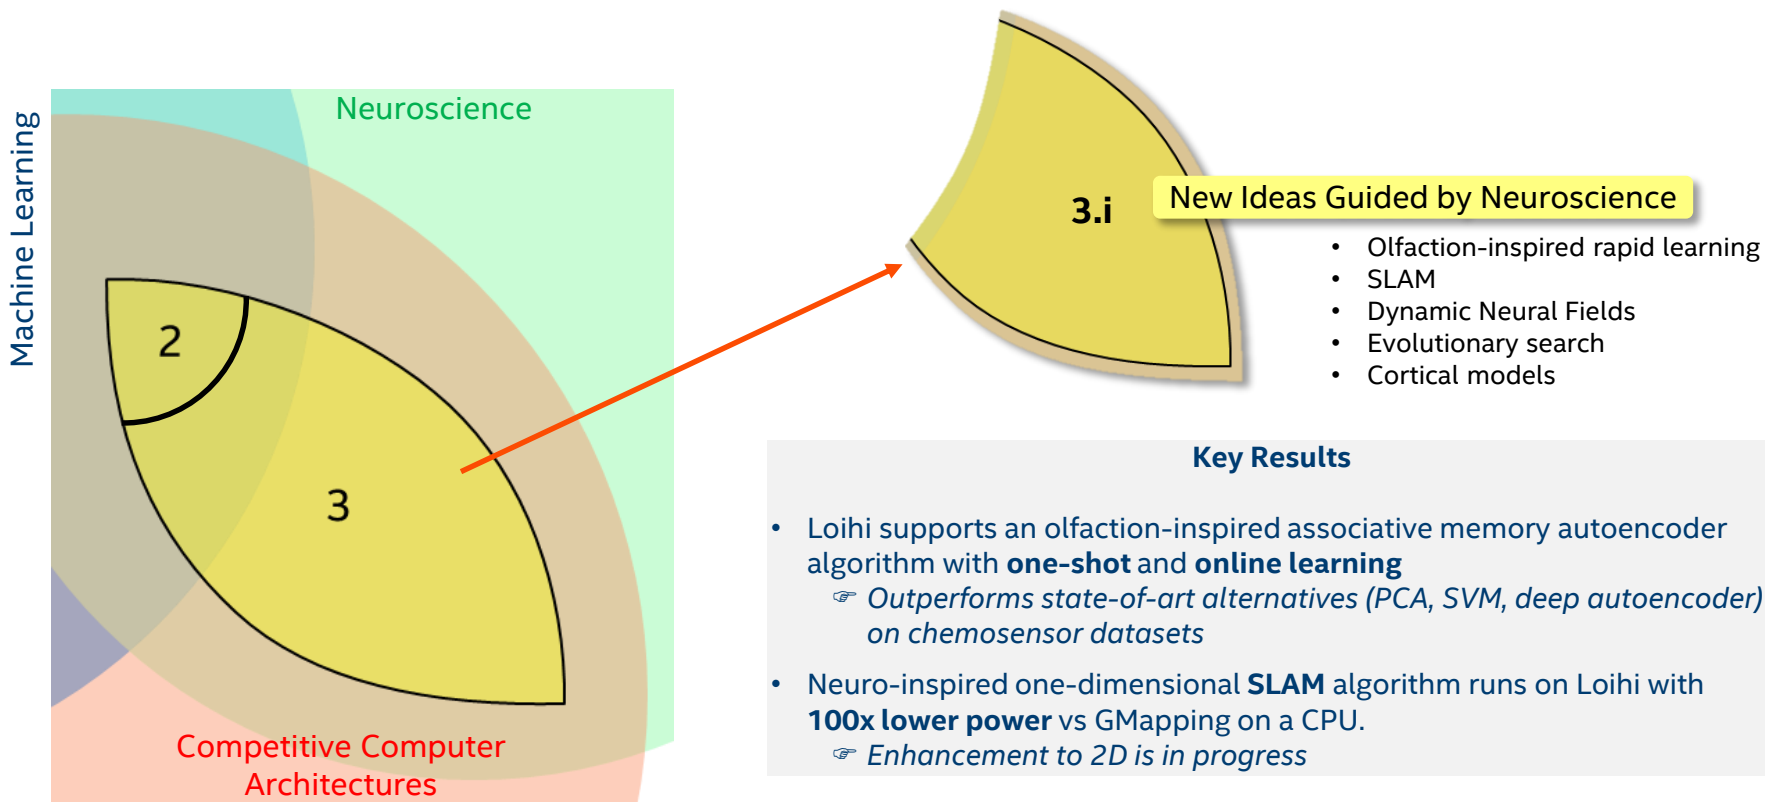 Machine Learning
Neuroscience
2
3
Competitive Computer
Architectures
3.i
New Ideas Guided by Neuroscience
• Olfaction-inspired rapid learning
• SLAM
• Dynamic Neural Fields
• Evolutionary search
• Cortical models
Key Results
• Loihi supports an olfaction-inspired associative memory autoencoder
algorithm with one-shot and online learning
☞ Outperforms state-of-art alternatives (PCA, SVM, deep autoencoder)
on chemosensor datasets
• Neuro-inspired one-dimensional SLAM algorithm runs on Loihi with
100x lower power vs GMapping on a CPU.
☞ Enhancement to 2D is in progress